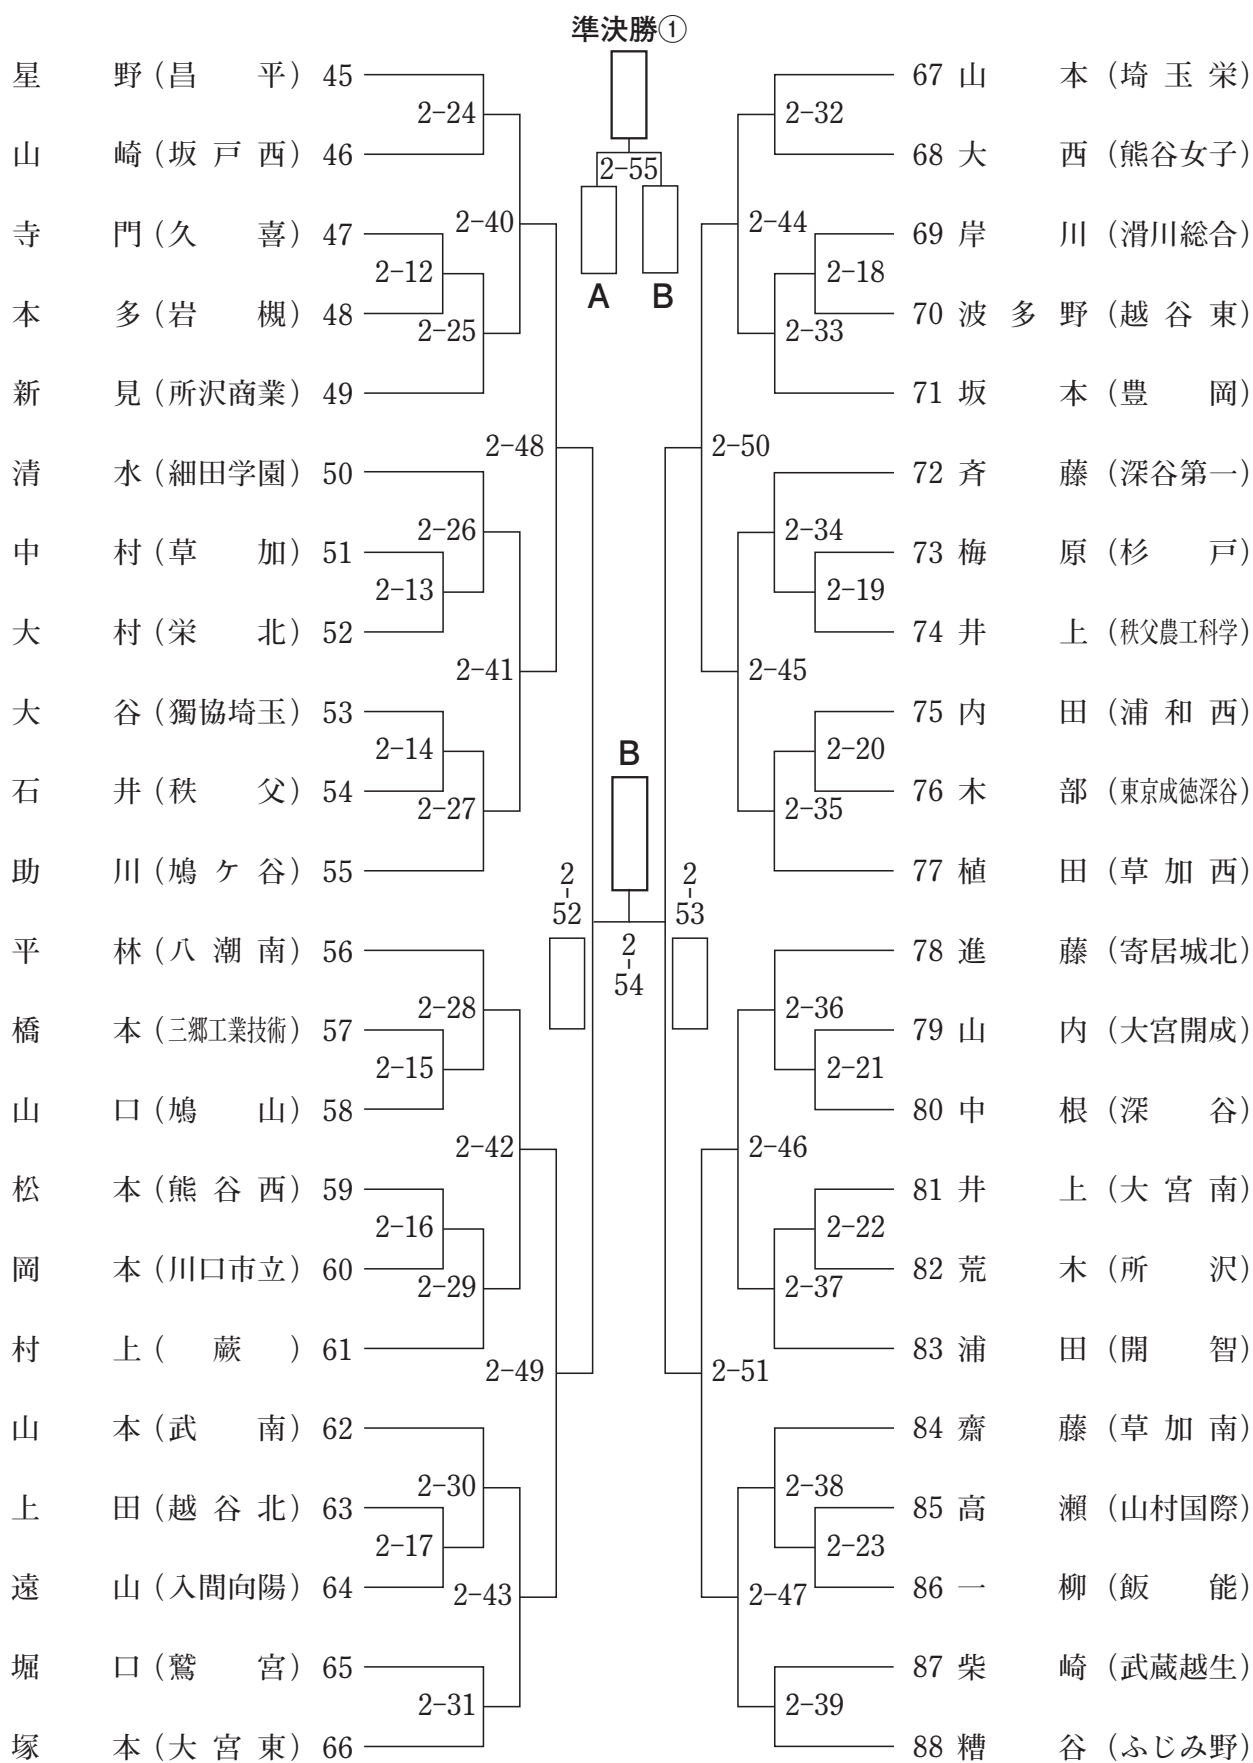 準決勝①
2-55
A B
星野(昌平) 45
山崎(坂戸西) 46
寺門(久喜) 47
本多(岩槻) 48
新見(所沢商業) 49
清水(細田学園) 50
中村(草加) 51
大村(栄北) 52
大谷(獨協埼玉) 53
石井(秩父) 54
助川(鳩ケ谷) 55
平林(八潮南) 56
橋本(三郷工業技術) 57
山口(鳩山) 58
松本(熊谷西) 59
岡本(川口市立) 60
村上(蕨) 61
山本(武南) 62
上田(越谷北) 63
遠山(入間向陽) 64
堀口(鷲宮) 65
塚本(大宮東) 66
2-24
2-12
2-25
2-26
2-13
2-14
2-27
2-28
2-15
2-16
2-29
2-30
2-17
2-31
2-40
2-41
2-42
2-43
2-48
2-49
2-52
B
2-54
2-53
2-50
2-51
2-44
2-45
2-46
2-47
2-32
2-18
2-33
2-34
2-19
2-20
2-35
2-36
2-21
2-22
2-37
2-38
2-23
2-39
67 山本(埼玉栄)
68 大西(熊谷女子)
69 岸川(滑川総合)
70 波多野(越谷東)
71 坂本(豊岡)
72 斉藤(深谷第一)
73 梅原(杉戸)
74 井上(秩父農工科学)
75 内田(浦和西)
76 木部(東京成徳深谷)
77 植田(草加西)
78 進藤(寄居城北)
79 山内(大宮開成)
80 中根(深谷)
81 井上(大宮南)
82 荒木(所沢)
83 浦田(開智)
84 齋藤(草加南)
85 高瀬(山村国際)
86 一柳(飯能)
87 柴崎(武蔵越生)
88 糟谷(ふじみ野)